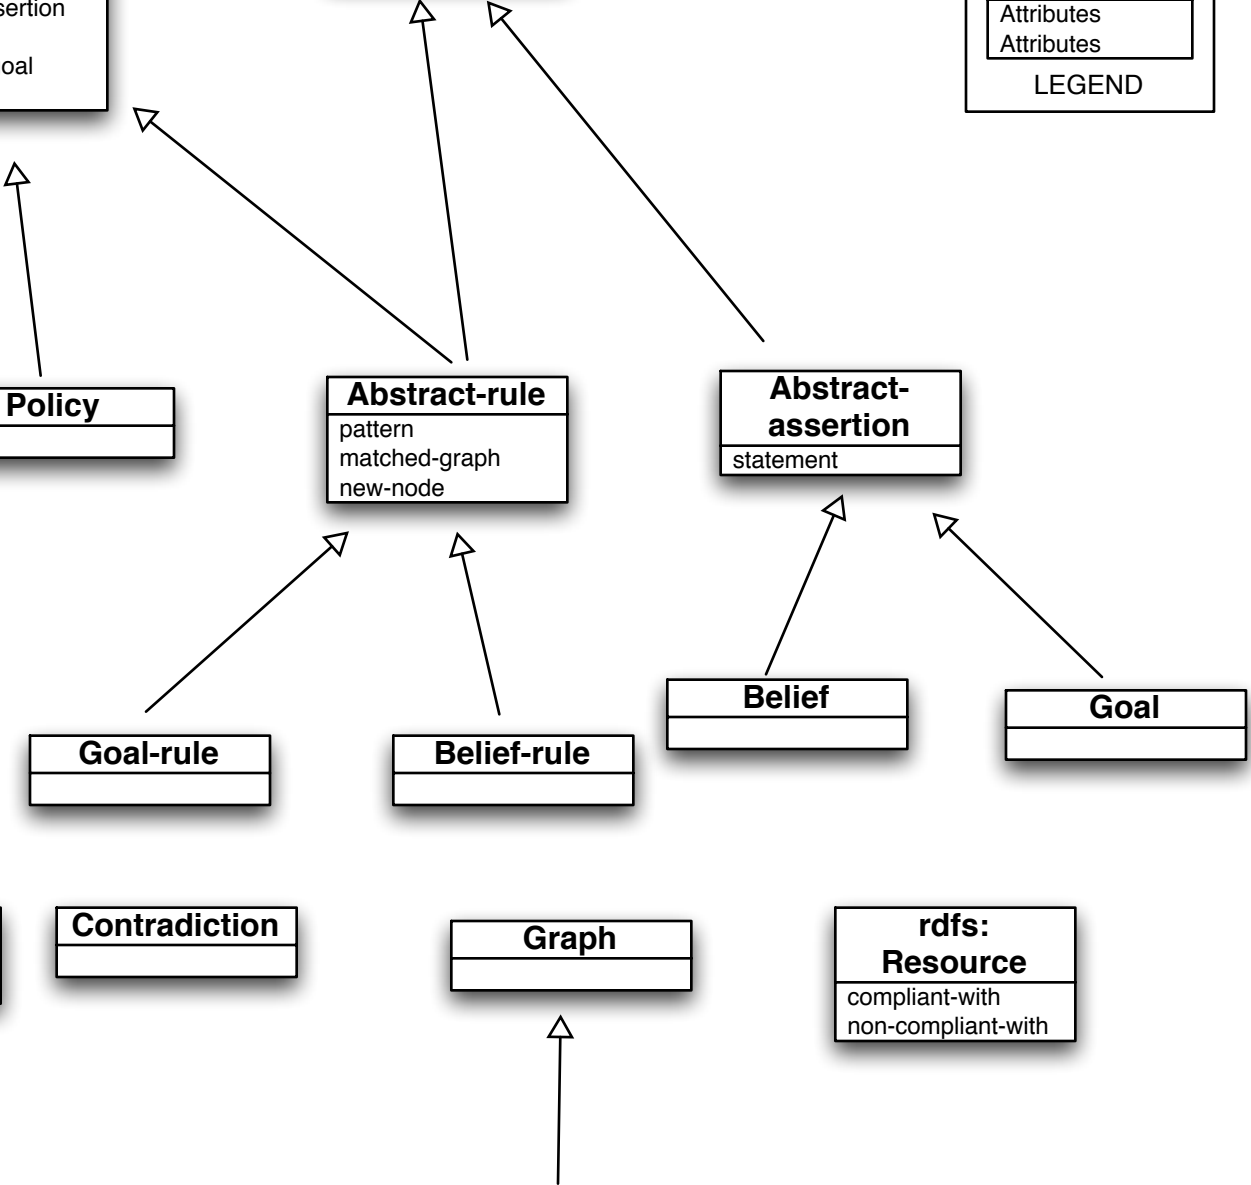 oal
Attributes
Attributes
LEGEND
Policy
Abstract-rule
pattern
matched-graph
new-node
Abstract-
assertion
statement
Goal-rule
Belief-rule
Belief
Goal
Contradiction
Graph
rdfs:
Resource
compliant-with
non-compliant-with